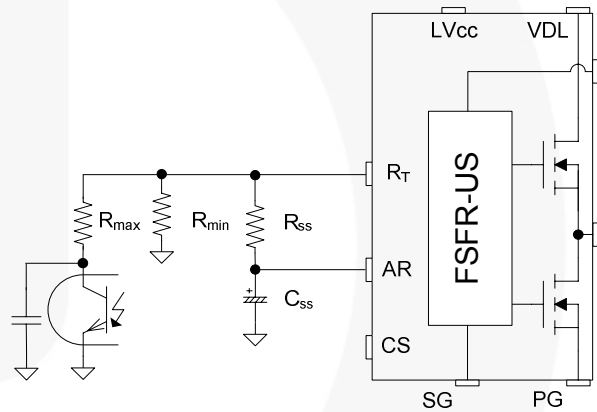 LVcc VDL
RT
Rmax Rmin Rss
FSFR-US
AR
+
Css
CS
SG PG